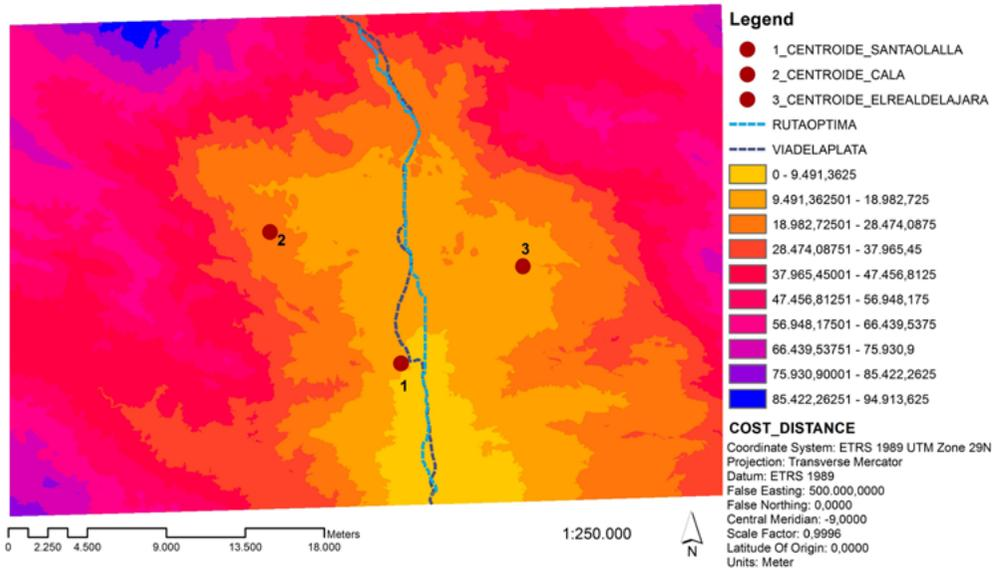 Legend
1_CENTROIDE_SANTAOLALLA
2_CENTROIDE_CALA
3_CENTROIDE_ELREALDELAJARA
RUTAOPTIMA
VIADELAPLATA
0 - 9.491,3625
9.491,362501 - 18.982,725
18.982,72501 - 28.474,0875
28.474,08751 - 37.965,45
37.965,45001 - 47.456,8125
47.456,81251 - 56.948,175
56.948,17501 - 66.439,5375
66.439,53751 - 75.930,9
75.930,90001 - 85.422,2625
85.422,26251 - 94.913,625
COST_DISTANCE
Coordinate System: ETRS 1989 UTM Zone 29N
Projection: Transverse Mercator
Datum: ETRS 1989
False Easting: 500.000,0000
False Northing: 0,0000
Central Meridian: -9,0000
Scale Factor: 0,9996
Latitude Of Origin: 0,0000
Units: Meter
2
3
1
Meters
0 2.250 4.500 9.000 13.500 18.000
1:250.000
N